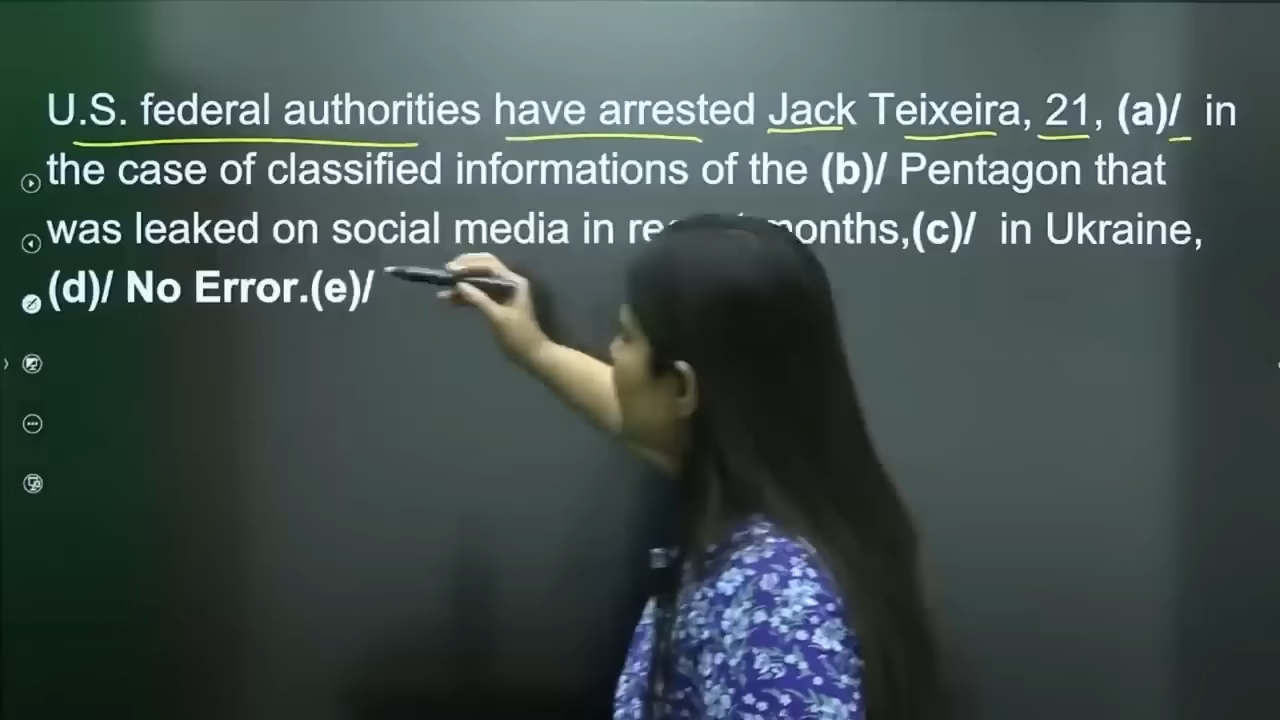 U.S. federal authorities have arrested Jack Teixeira, 21, (a)/ in
the case of classified informations of the (b)/ Pentagon that
was leaked on social media in months,(c)/ in Ukraine,
(d)/ No Error.(e)/